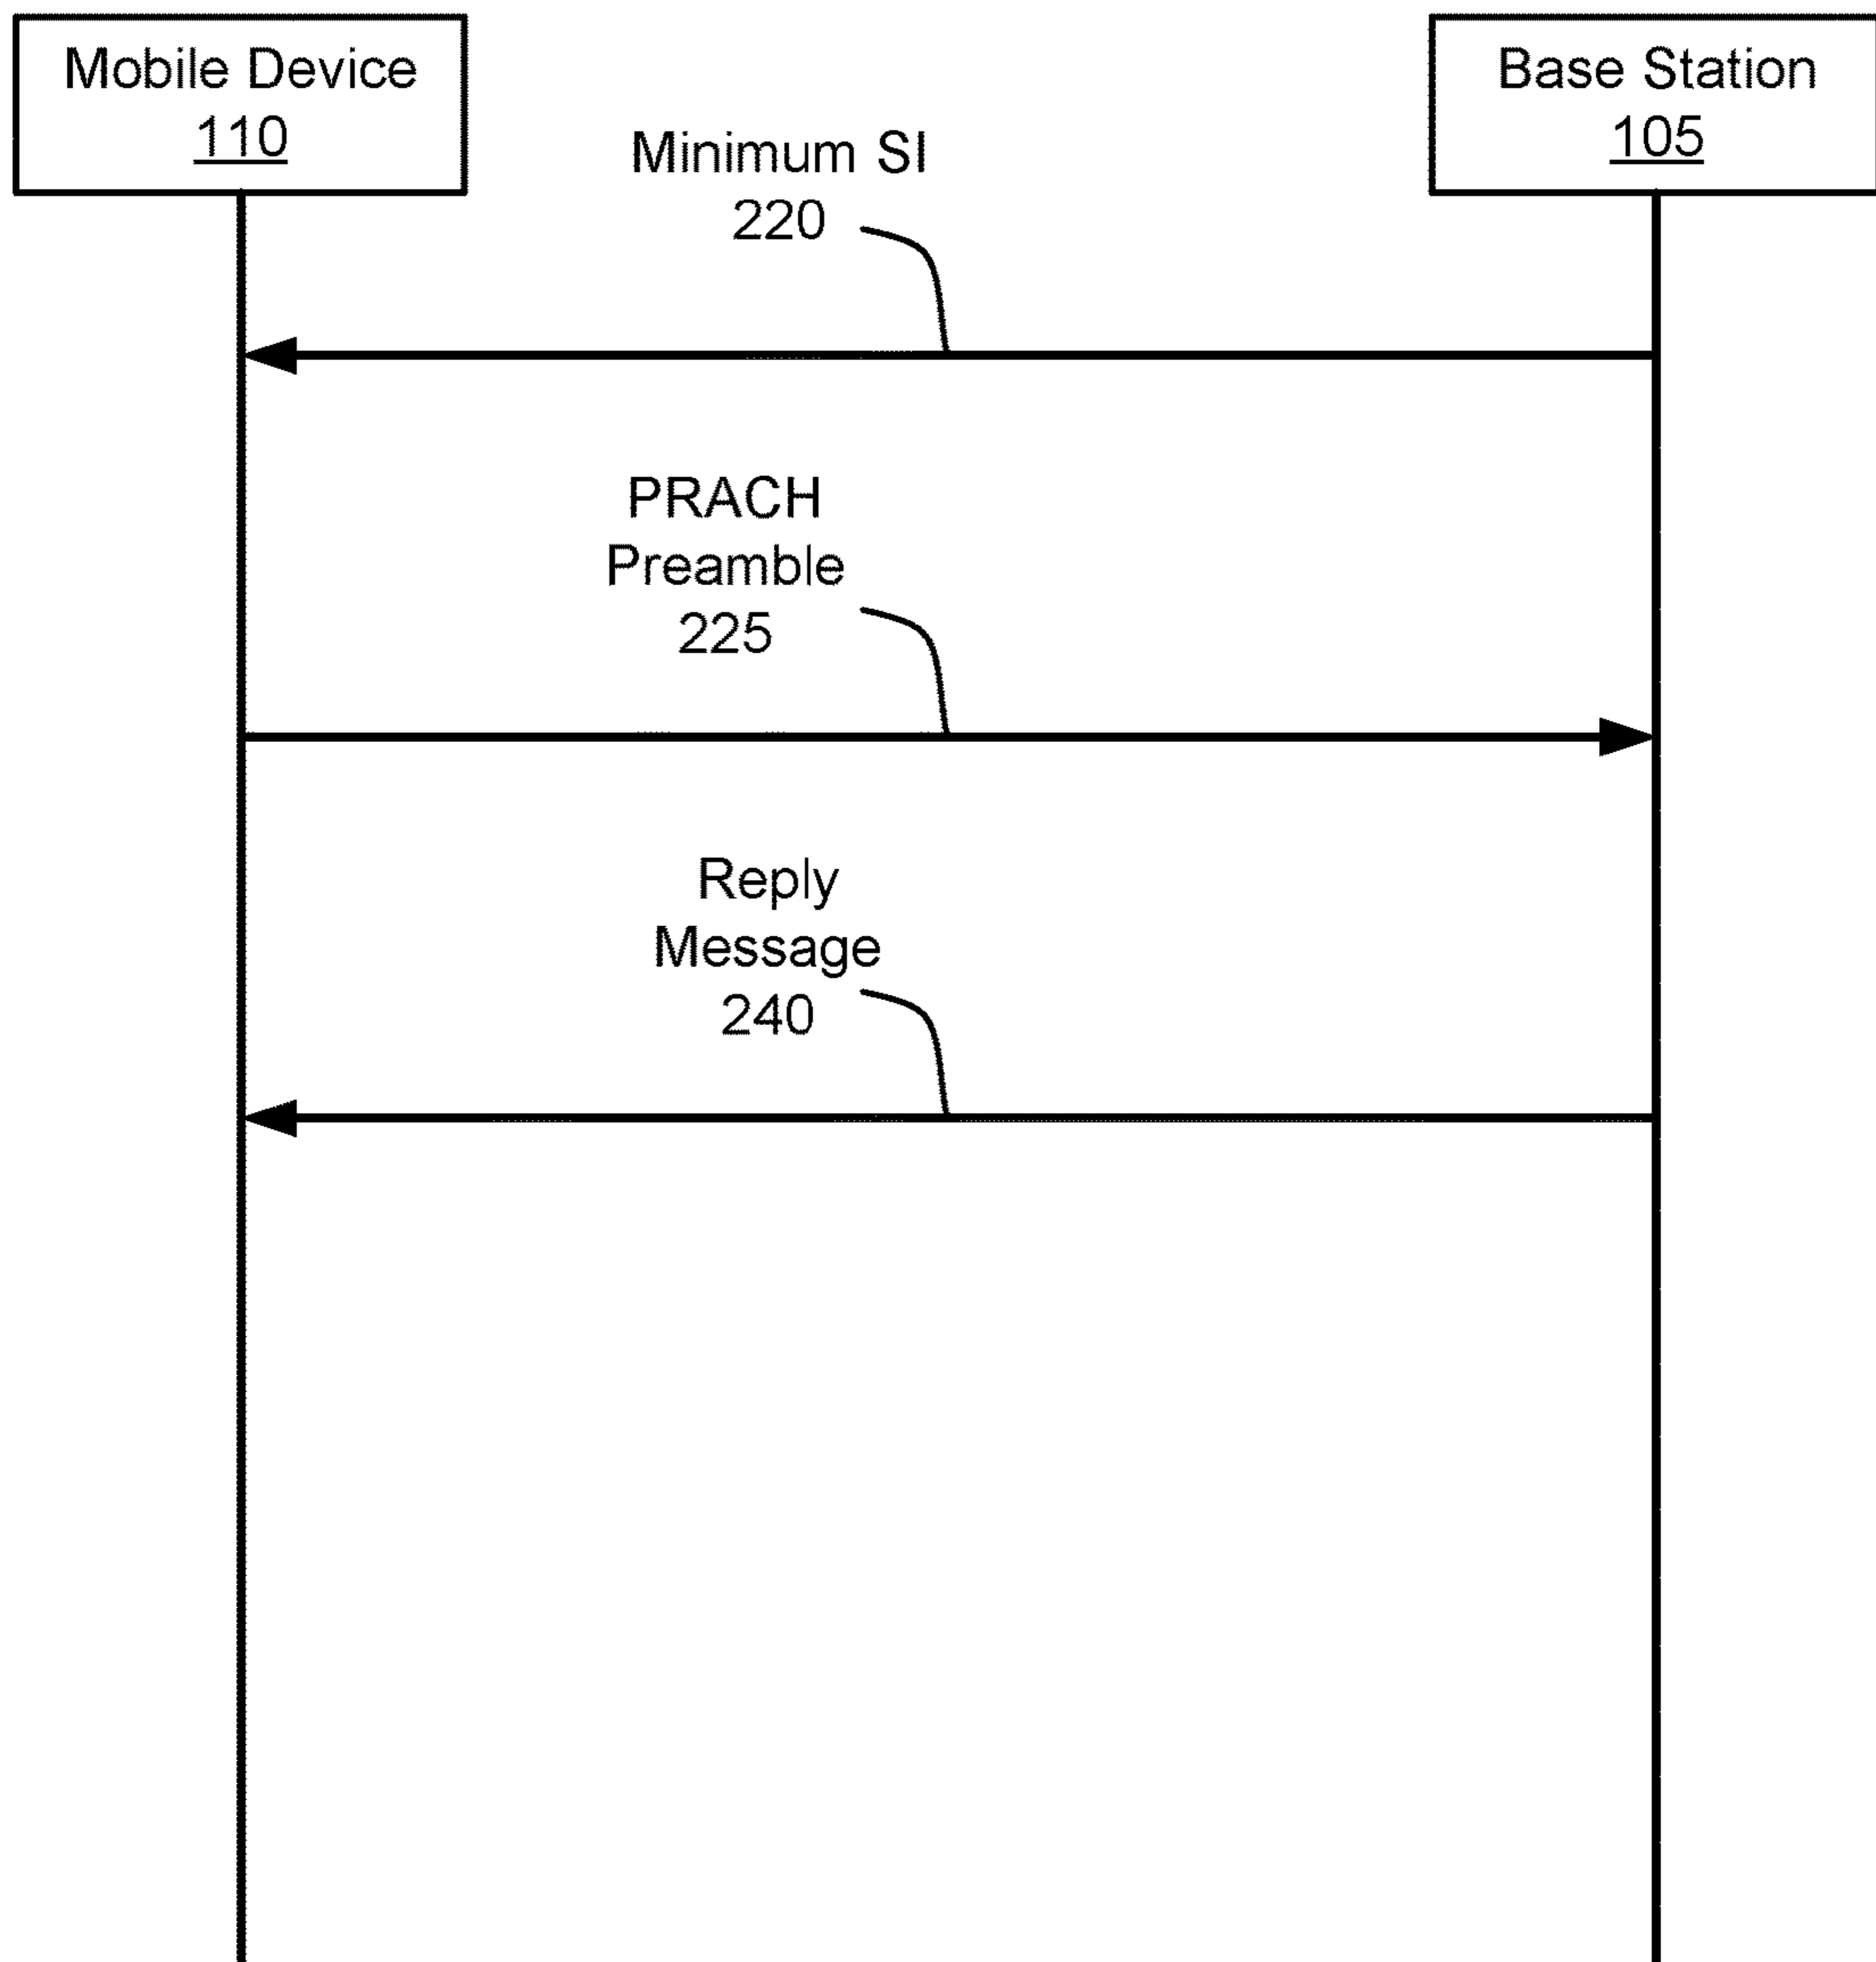 Mobile Device
110
Base Station
105
Minimum SI
220
PRACH
Preamble
225
Reply
Message
240